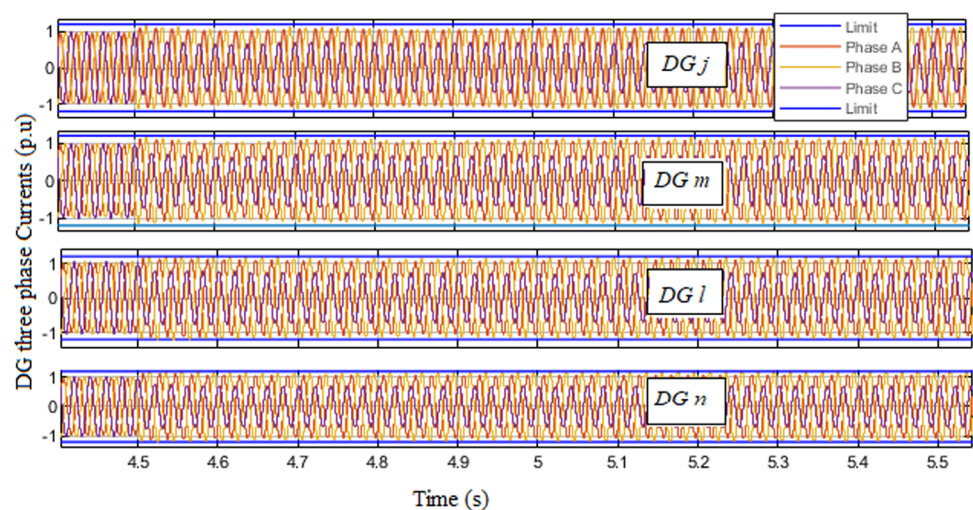 DG three phase Currents (p.u)
1
0
-1
DG j
Limit
Phase A
Phase B
Phase C
Limit
1
0
-1
DG m
1
0
-1
DG l
1
0
-1
DG n
4.5 4.6 4.7 4.8 4.9 5 5.1 5.2 5.3 5.4 5.5
Time (s)